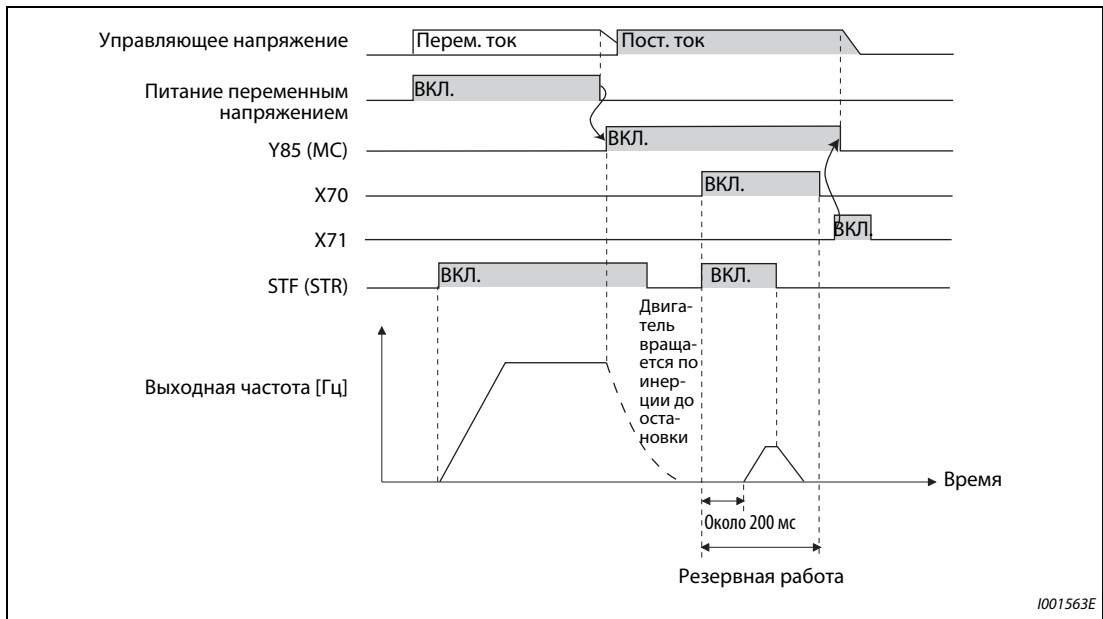 Управляющее напряжение
Перем. ток
Пост. ток
Питание переменным
напряжением
ВКЛ.
Y85 (MC)
ВКЛ.
X70
ВКЛ.
X71
ВКЛ.
STF (STR)
ВКЛ.
ВКЛ.
Двига-
тель
враща-
ется по
инер-
ции до
оста-
новки
Выходная частота [Гц]
Время
Около 200 мс
Резервная работа
I001563E